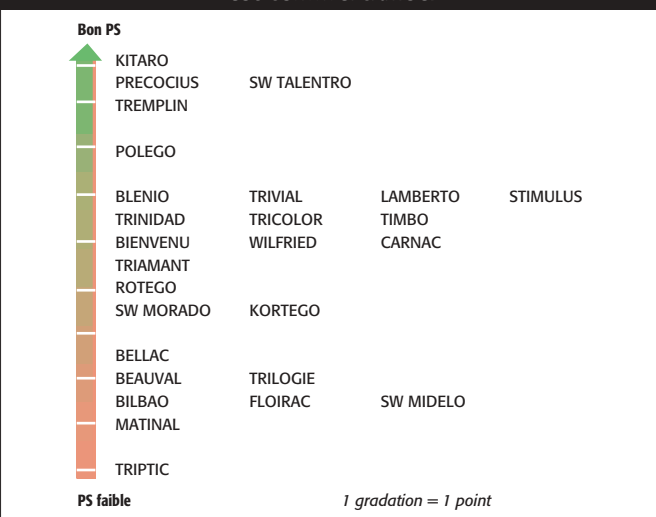 Bon PS
KITARO
PRECOCIUS SW TALENTRO
TREMPLIN
POLEGO
BLENIO TRIVIAL LAMBERTO STIMULUS
TRINIDAD TRICOLOR TIMBO
BIENVENU WILFRIED CARNAC
TRIAMANT
ROTEGO
SW MORADO KORTEGO
BELLAC
BEAUVAL TRILOGIE
BILBAO FLOIRAC SW MIDELO
MATINAL
TRIPTIC
PS faible 1 gradation = 1 point